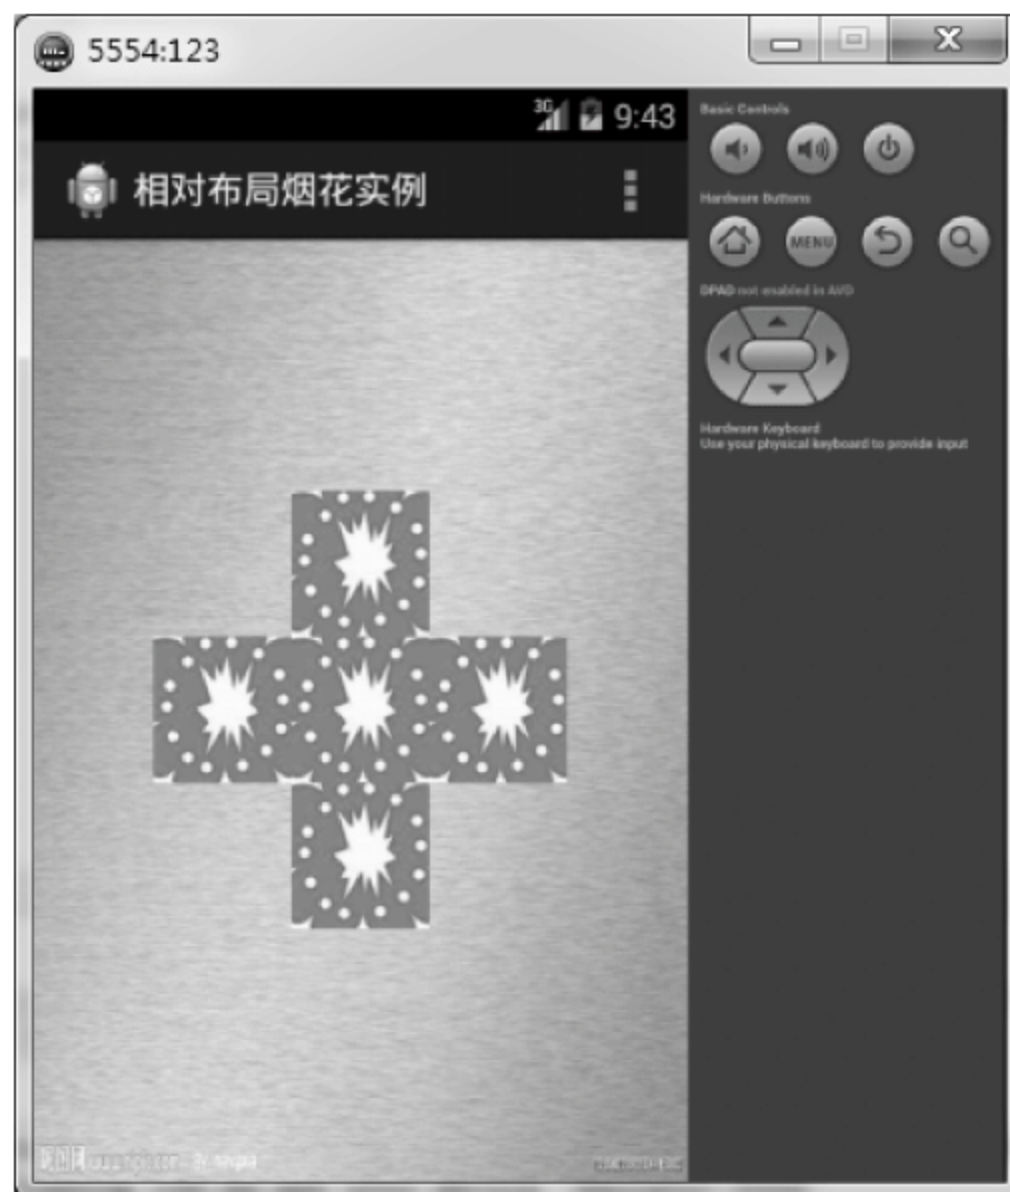 5554:123
3G 9:43
相对布局烟花实例
Basic Controls
Hardware Buttons
MENU
DPAD not enabled in AVD
Hardware Keyboard
Use your physical keyboard to provide input